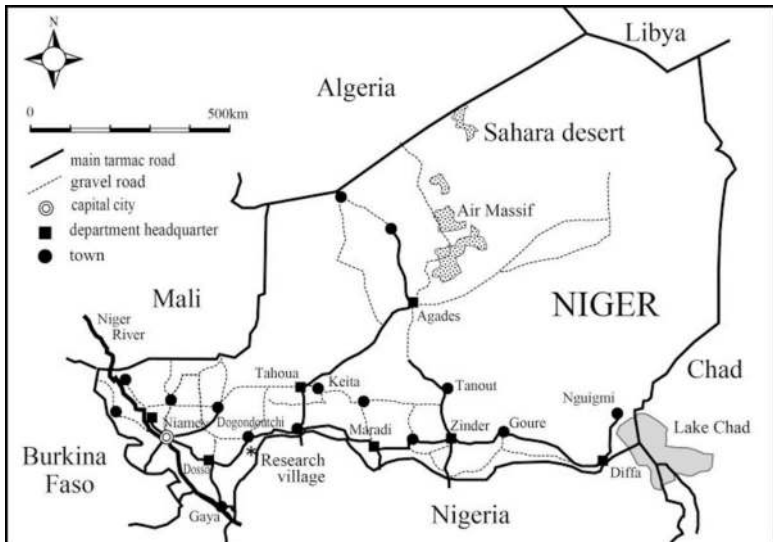 N
Libya
Algeria
0 500km
Sahara desert
main tarmac road
gravel road
capital city
department headquarter
town
Air Massif
Mali
NIGER
Niger
River
Agades
Chad
Tahoua
Keita
Tanout
Nguigmi
Niamey
Dogondoutchi
Maradi
Zinder
Goure
Lake Chad
Burkina
Faso
Dosso
Research
village
Diffa
Gaya
Nigeria